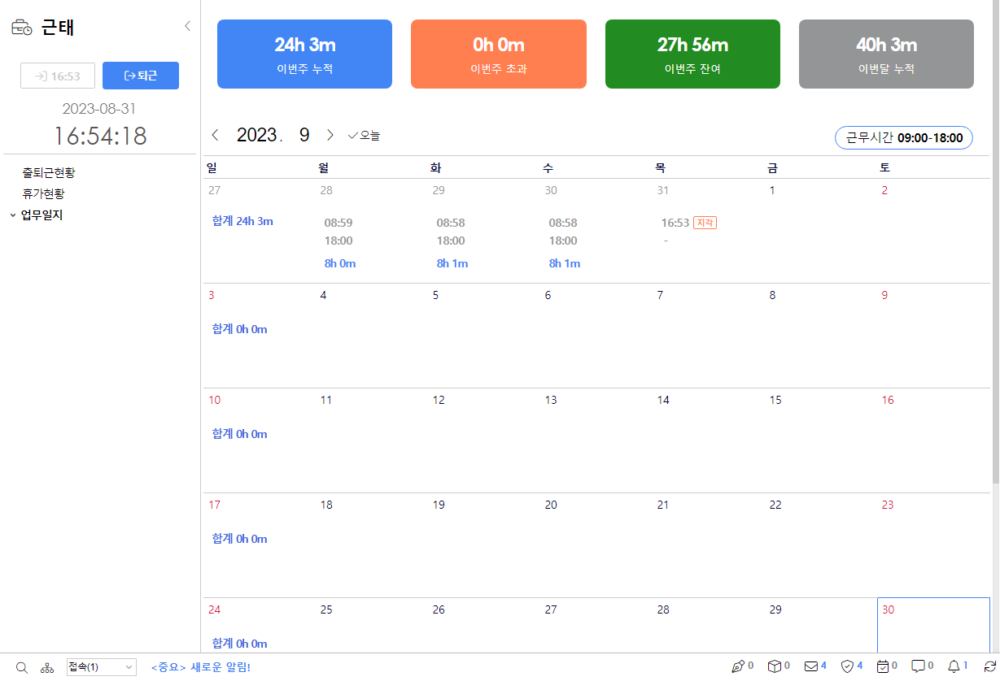 근태
16:53 퇴근
2023-08-31
16:54:18
출퇴근현황
휴가현황
업무일지
24h 3m
이번주 누적
0h 0m
이번주 초과
27h 56m
이번주 잔여
40h 3m
이번달 누적
2023. 9 오늘
근무시간 09:00-18:00
일 월 화 수 목 금 토
27 28 29 30 31 1 2
합계 24h 3m 08:59 08:58 08:58 16:53 지각
18:00 18:00 18:00 -
8h 0m 8h 1m 8h 1m
3 4 5 6 7 8 9
합계 0h 0m
10 11 12 13 14 15 16
합계 0h 0m
17 18 19 20 21 22 23
합계 0h 0m
24 25 26 27 28 29 30
합계 0h 0m
접속(1) <중요> 새로운 알림! 0 0 4 4 0 0 1